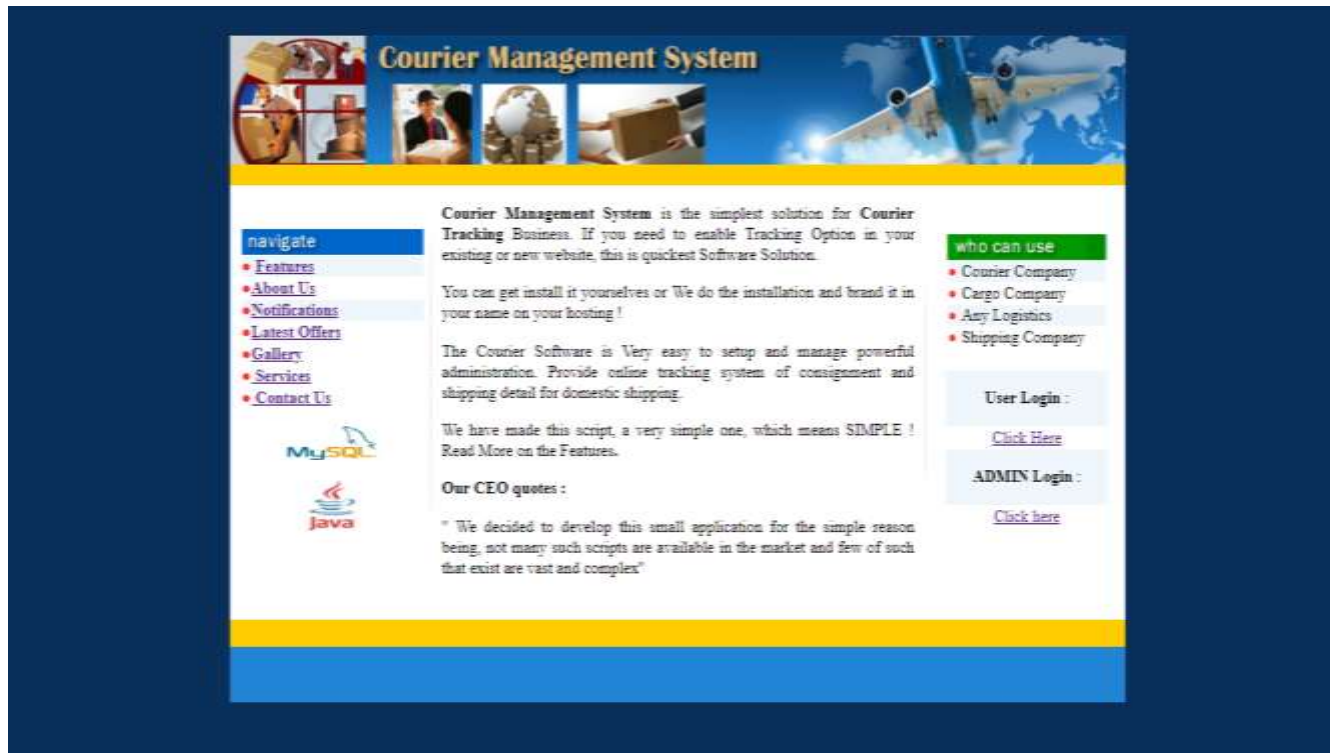 Courier Management System
navigate
Features
About Us
Notifications
Latest Offers
Gallery
Services
Contact Us
MySQL
Java
Courier Management System is the simplest solution for Courier
Tracking Business. If you need to enable Tracking Option in your
existing or new website, this is quickest Software Solution.
You can get install it yourselves or We do the installation and brand it in
your name on your hosting !
The Courier Software is Very easy to setup and manage powerful
administration. Provide online tracking system of consignment and
shipping detail for domestic shipping.
We have made this script, a very simple one, which means SIMPLE !
Read More on the Features.
Our CEO quotes :
" We decided to develop this small application for the simple reason
being, not many such scripts are available in the market and few of such
that exist are vast and complex"
who can use
Courier Company
Cargo Company
Any Logistics
Shipping Company
User Login :
Click Here
ADMIN Login :
Click here